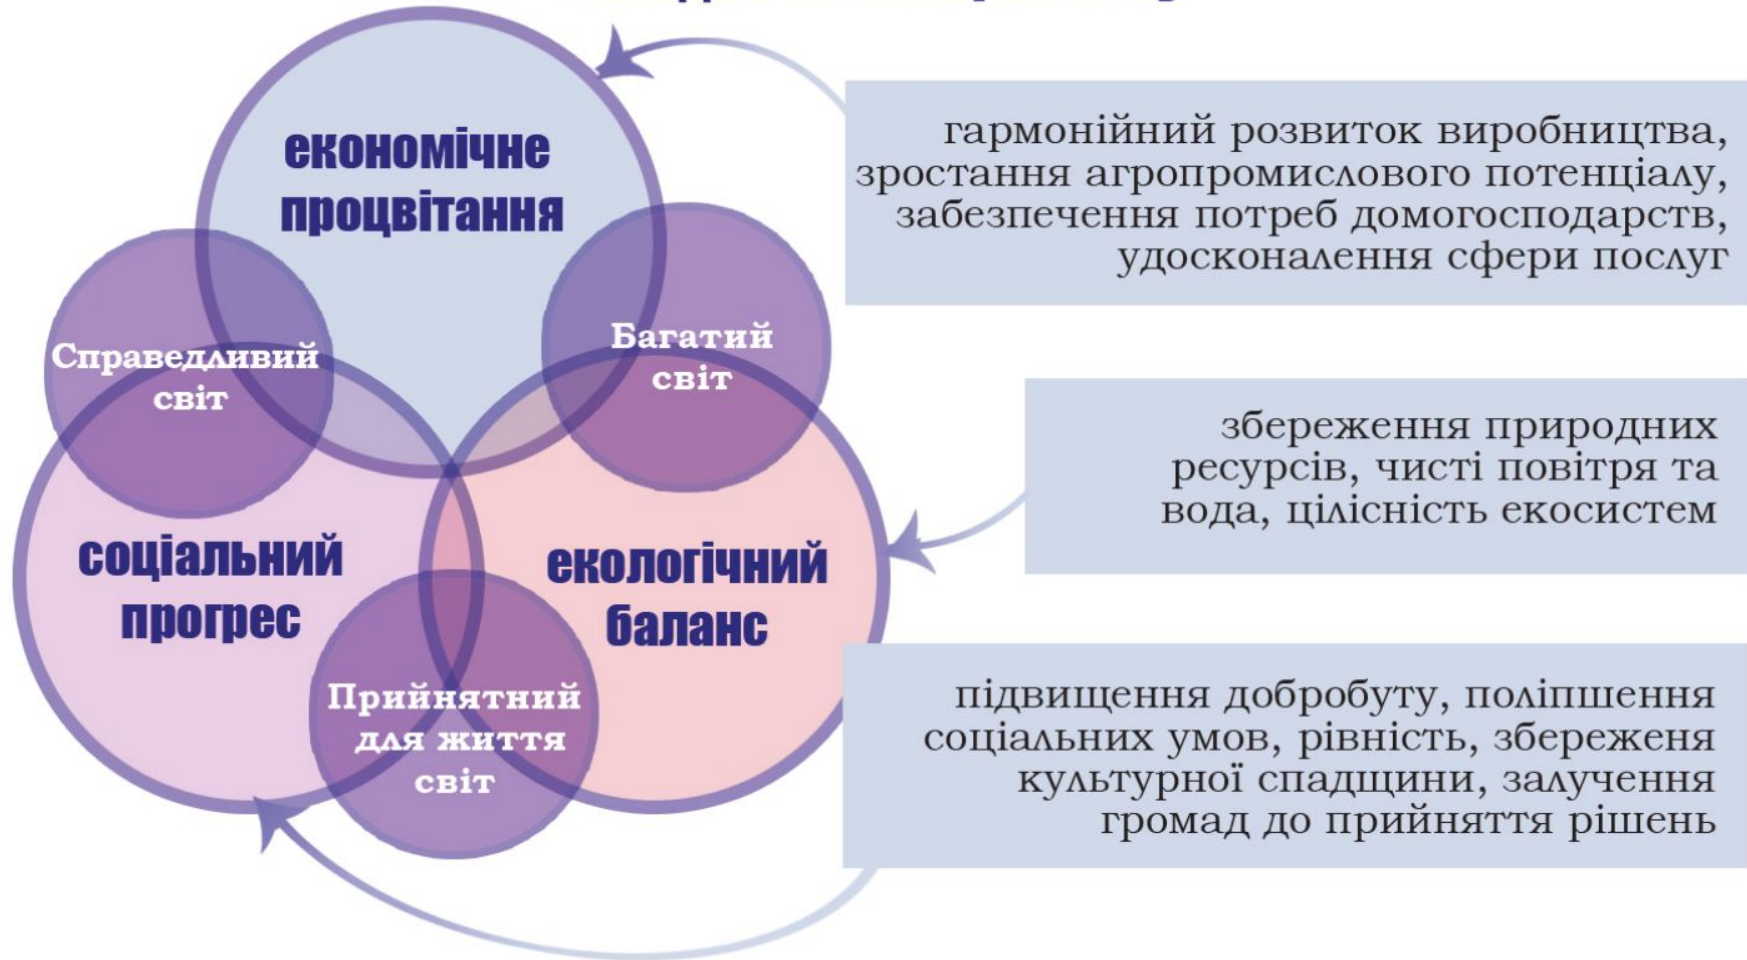 економічне
процвітання
гармонійний розвиток виробництва,
зростання агропромислового потенціалу,
забезпечення потреб домогосподарств,
удосконалення сфери послуг
Справедливий
світ
Багатий
світ
збереження природних
ресурсів, чисті повітря та
вода, цілісність екосистем
соціальний
прогрес
екологічний
баланс
Прийнятний
для життя
світ
підвищення добробуту, поліпшення
соціальних умов, рівність, збережени
культурної спадщини, залучення
громад до прийняття рішень